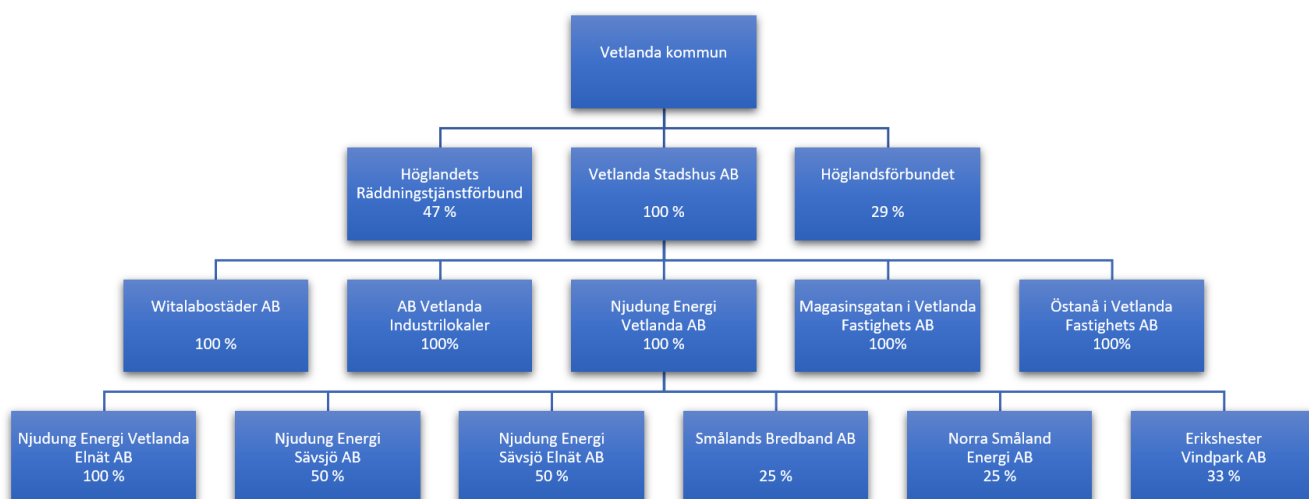 Vetlanda kommun
Höglandets
Räddningstjänstförbund
47 %
Vetlanda Stadshus AB
100 %
Höglandsförbundet
29 %
Witalabostäder AB
100 %
AB Vetlanda
Industrilokaler
100%
Njudung Energi
Vetlanda AB
100 %
Magasinsgatan i Vetlanda
Fastighets AB
100%
Östanå i Vetlanda
Fastighets AB
100%
Njudung Energi Vetlanda
Elnät AB
100 %
Njudung Energi
Sävsjö AB
50 %
Njudung Energi
Sävsjö Elnät AB
50 %
Smålands Bredband AB
25 %
Norra Småland
Energi AB
25 %
Erikshester
Vindpark AB
33 %